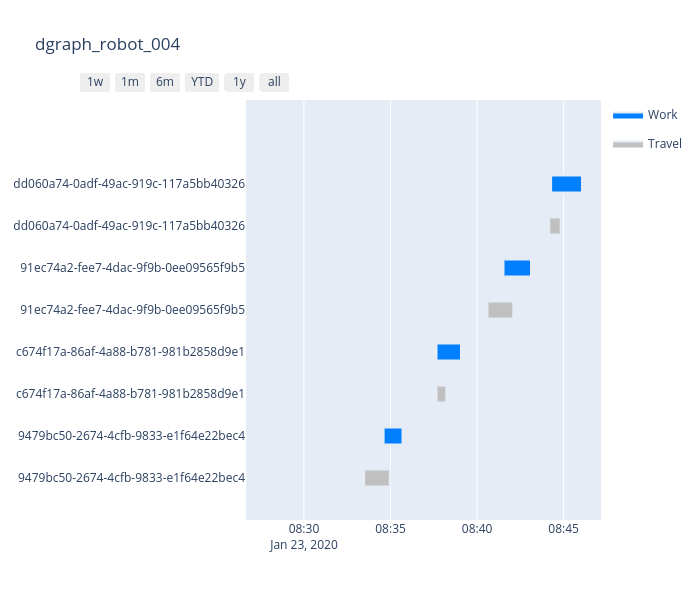 dgraph_robot_004
1w 1m 6m YTD 1y all
Work
Travel
dd060a74-0adf-49ac-919c-117a5bb40326
dd060a74-0adf-49ac-919c-117a5bb40326
91ec74a2-fee7-4dac-9f9b-0ee09565f9b5
91ec74a2-fee7-4dac-9f9b-0ee09565f9b5
c674f17a-86af-4a88-b781-981b2858d9e1
c674f17a-86af-4a88-b781-981b2858d9e1
9479bc50-2674-4cfb-9833-e1f64e22bec4
9479bc50-2674-4cfb-9833-e1f64e22bec4
08:30 08:35 08:40 08:45
Jan 23, 2020